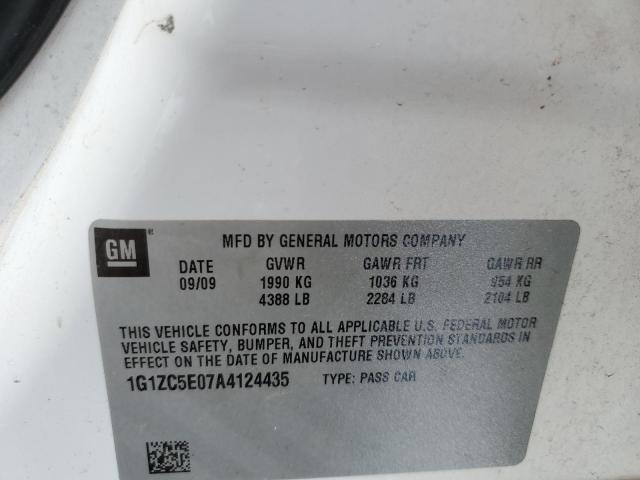 GM
®
MFD BY GENERAL MOTORS COMPANY
DATE GVWR GAWR FRT GAWR RR
09/09 1990 KG 1036 KG 954 KG
4388 LB 2284 LB 2104 LB
THIS VEHICLE CONFORMS TO ALL APPLICABLE U.S. FEDERAL MOTOR
VEHICLE SAFETY, BUMPER, AND THEFT PREVENTION STANDARDS IN
EFFECT ON THE DATE OF MANUFACTURE SHOWN ABOVE.
1G1ZC5E07A4124435 TYPE: PASS CAR